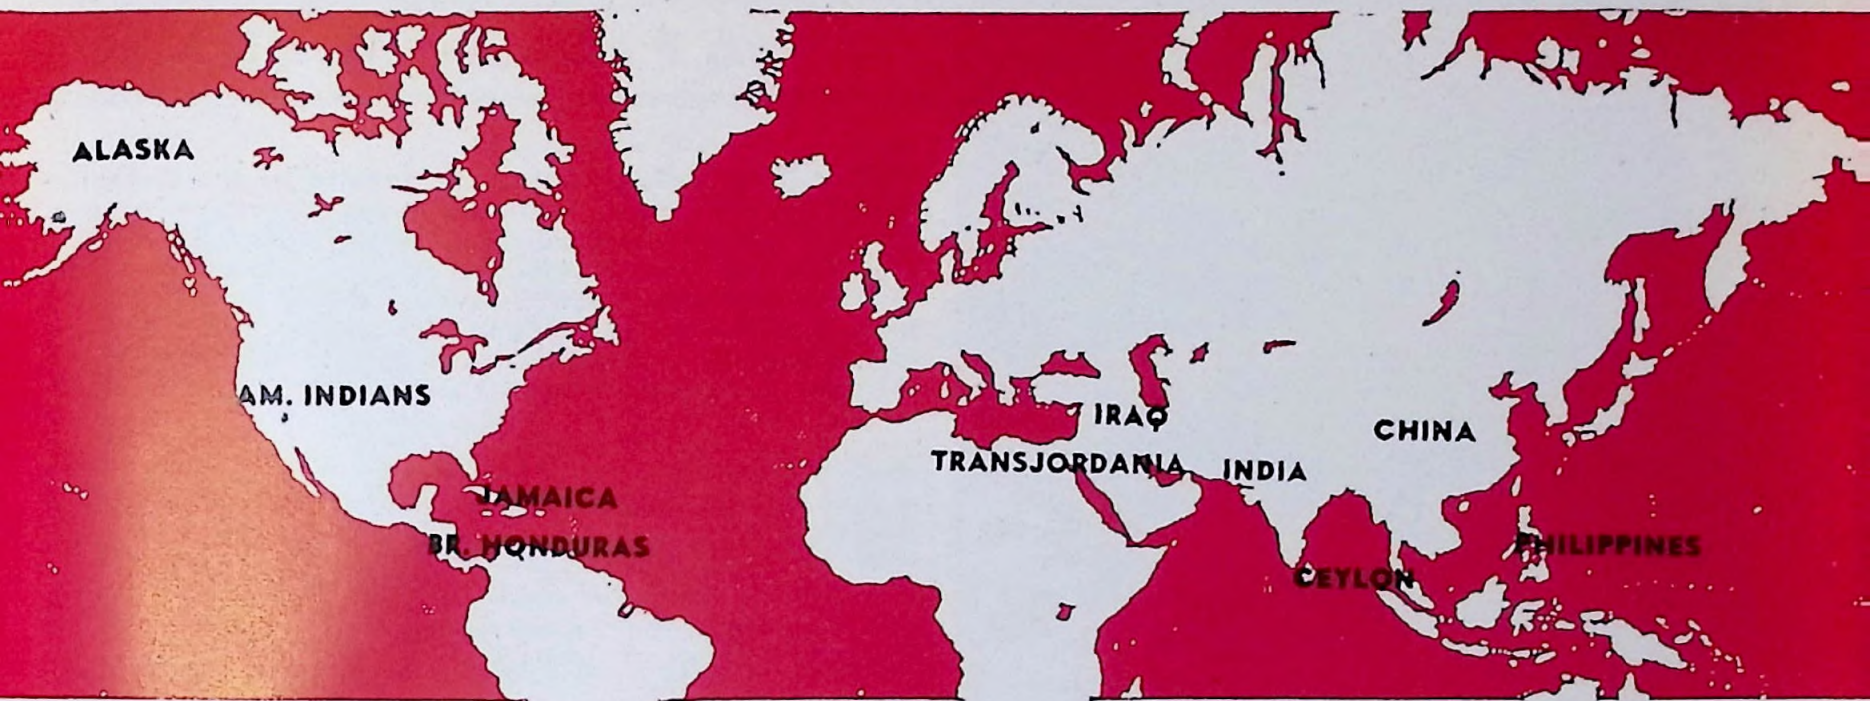 ALASKA
AM. INDIANS
IRAQ
CHINA
TRANSJORDANIA
INDIA
JAMAICA
BR. HONDURAS
PHILIPPINES
CEYLON